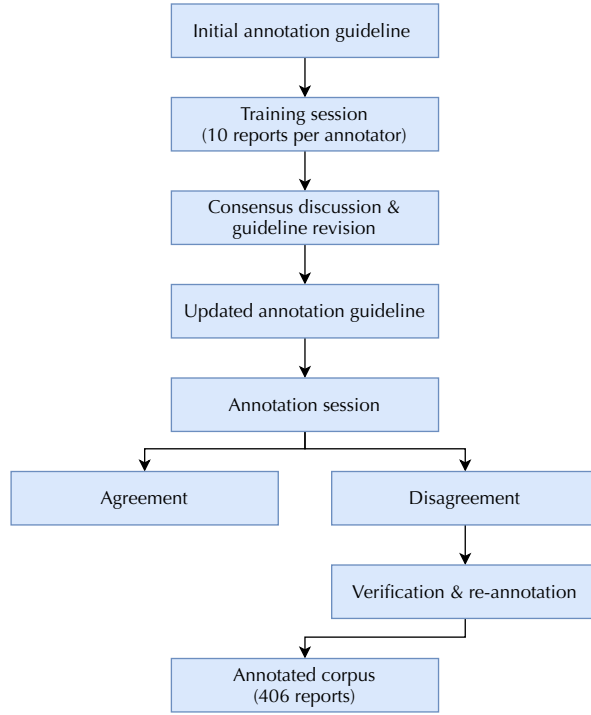 Initial annotation guideline
Training session
(10 reports per annotator)
Consensus discussion &
guideline revision
Updated annotation guideline
Annotation session
Agreement
Disagreement
Verification & re-annotation
Annotated corpus
(406 reports)